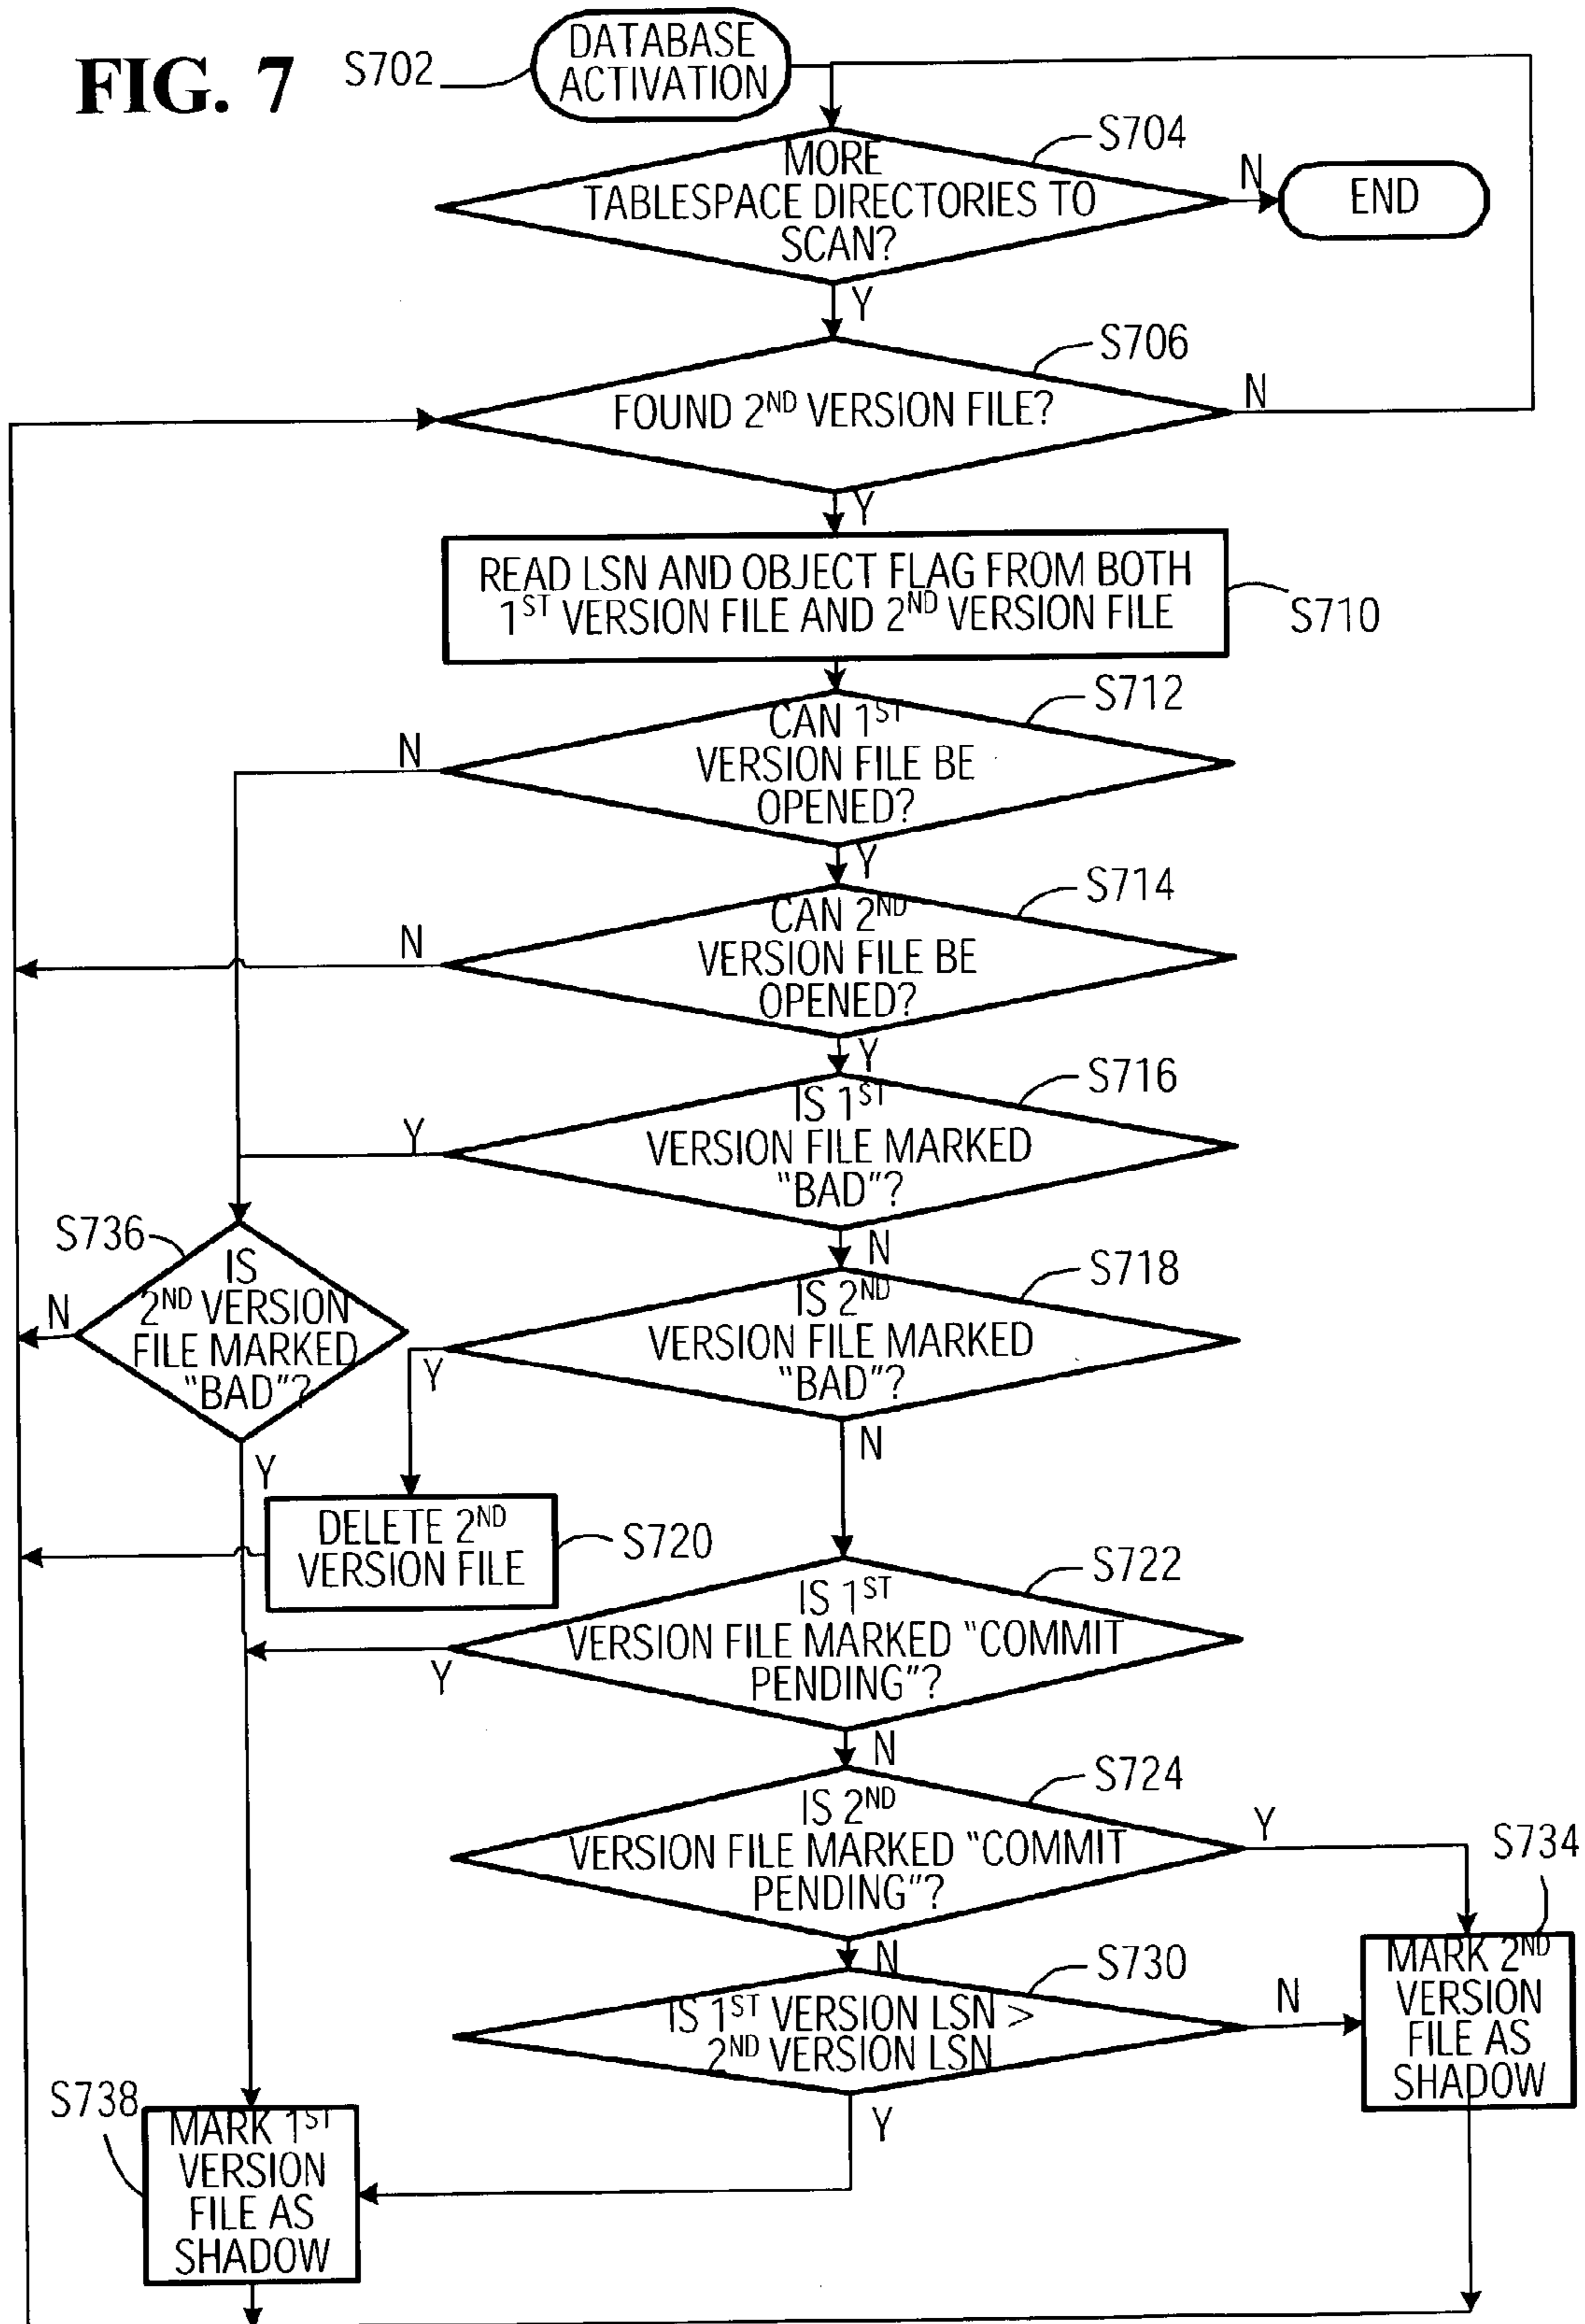 FIG. 7
S702
DATABASE
ACTIVATION
S704
MORE
TABLESPACE DIRECTORIES TO
SCAN?
N
END
Y
S706
FOUND 2ND VERSION FILE?
N
Y
READ LSN AND OBJECT FLAG FROM BOTH
1ST VERSION FILE AND 2ND VERSION FILE
S710
S712
CAN 1ST
VERSION FILE BE
OPENED?
N
Y
S714
CAN 2ND
VERSION FILE BE
OPENED?
N
Y
S716
IS 1ST
VERSION FILE MARKED
"BAD"?
Y
N
S736
IS
2ND VERSION
FILE MARKED
"BAD"?
N
Y
S718
IS 2ND
VERSION FILE MARKED
"BAD"?
Y
N
DELETE 2ND
VERSION FILE
S720
S722
IS 1ST
VERSION FILE MARKED "COMMIT
PENDING"?
Y
N
S724
IS 2ND
VERSION FILE MARKED "COMMIT
PENDING"?
Y
N
S734
MARK 2ND
VERSION
FILE AS
SHADOW
S730
IS 1ST VERSION LSN >
2ND VERSION LSN
N
Y
S738
MARK 1ST
VERSION
FILE AS
SHADOW